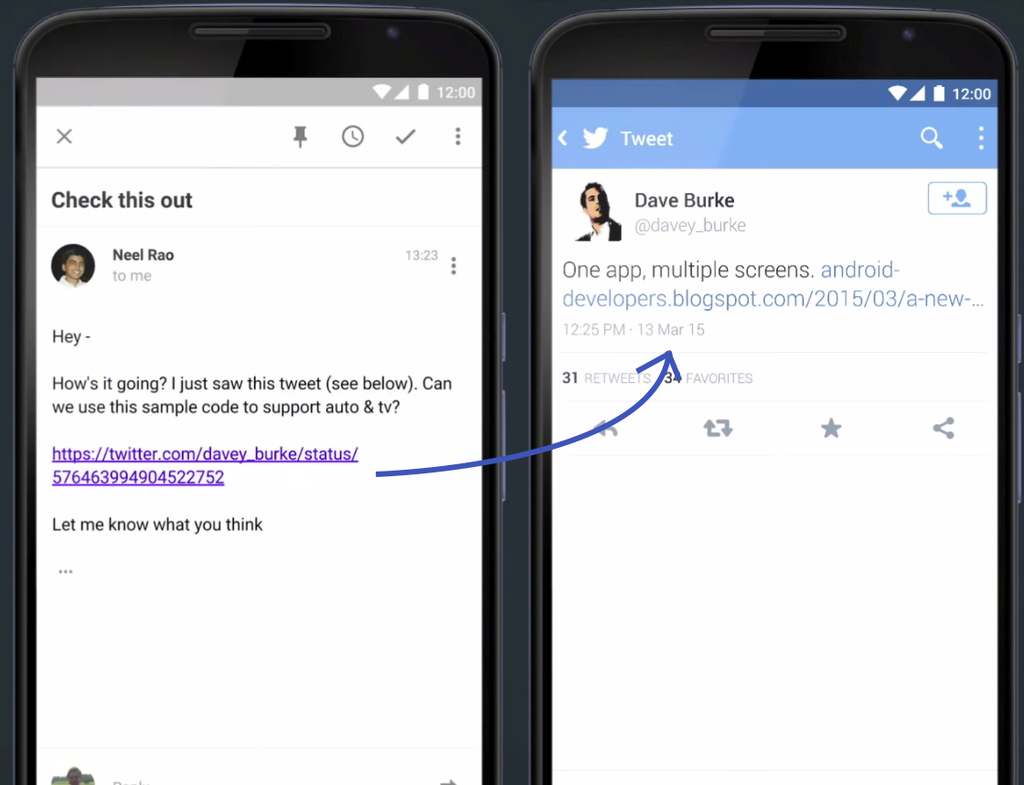 12:00
Check this out
Neel Rao
13:23
to me
Hey -
How's it going? I just saw this tweet (see below). Can
we use this sample code to support auto & tv?
https://twitter.com/davey_burke/status/
576463994904522752
Let me know what you think
...
12:00
Tweet
Dave Burke
@davey_burke
One app, multiple screens. android-
developers.blogspot.com/2015/03/a-new-...
12:25 PM · 13 Mar 15
31 RETWEETS 34 FAVORITES